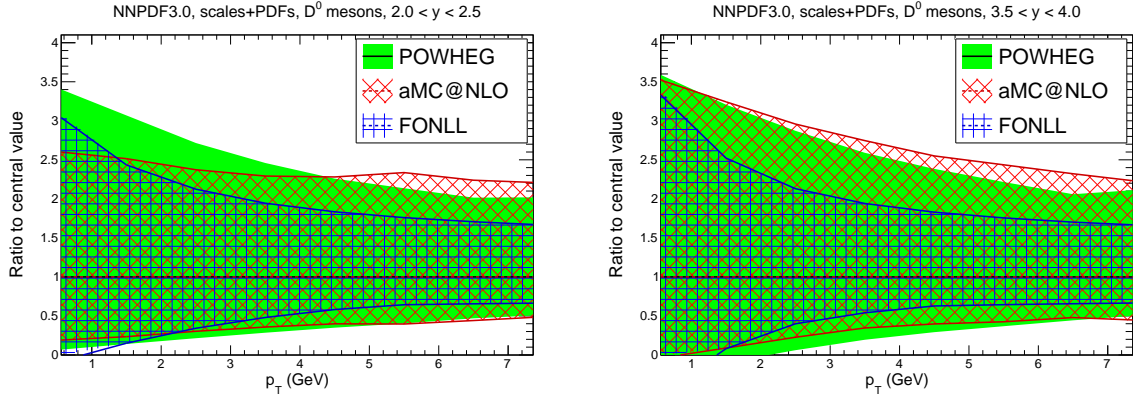 NNPDF3.0, scales+PDFs, D⁰ mesons, 2.0 < y < 2.5
Ratio to central value
4
3.5
3
2.5
2
1.5
1
0.5
0
POWHEG
aMC@NLO
FONLL
1 2 3 4 5 6 7
p_T (GeV)
NNPDF3.0, scales+PDFs, D⁰ mesons, 3.5 < y < 4.0
Ratio to central value
4
3.5
3
2.5
2
1.5
1
0.5
0
POWHEG
aMC@NLO
FONLL
1 2 3 4 5 6 7
p_T (GeV)